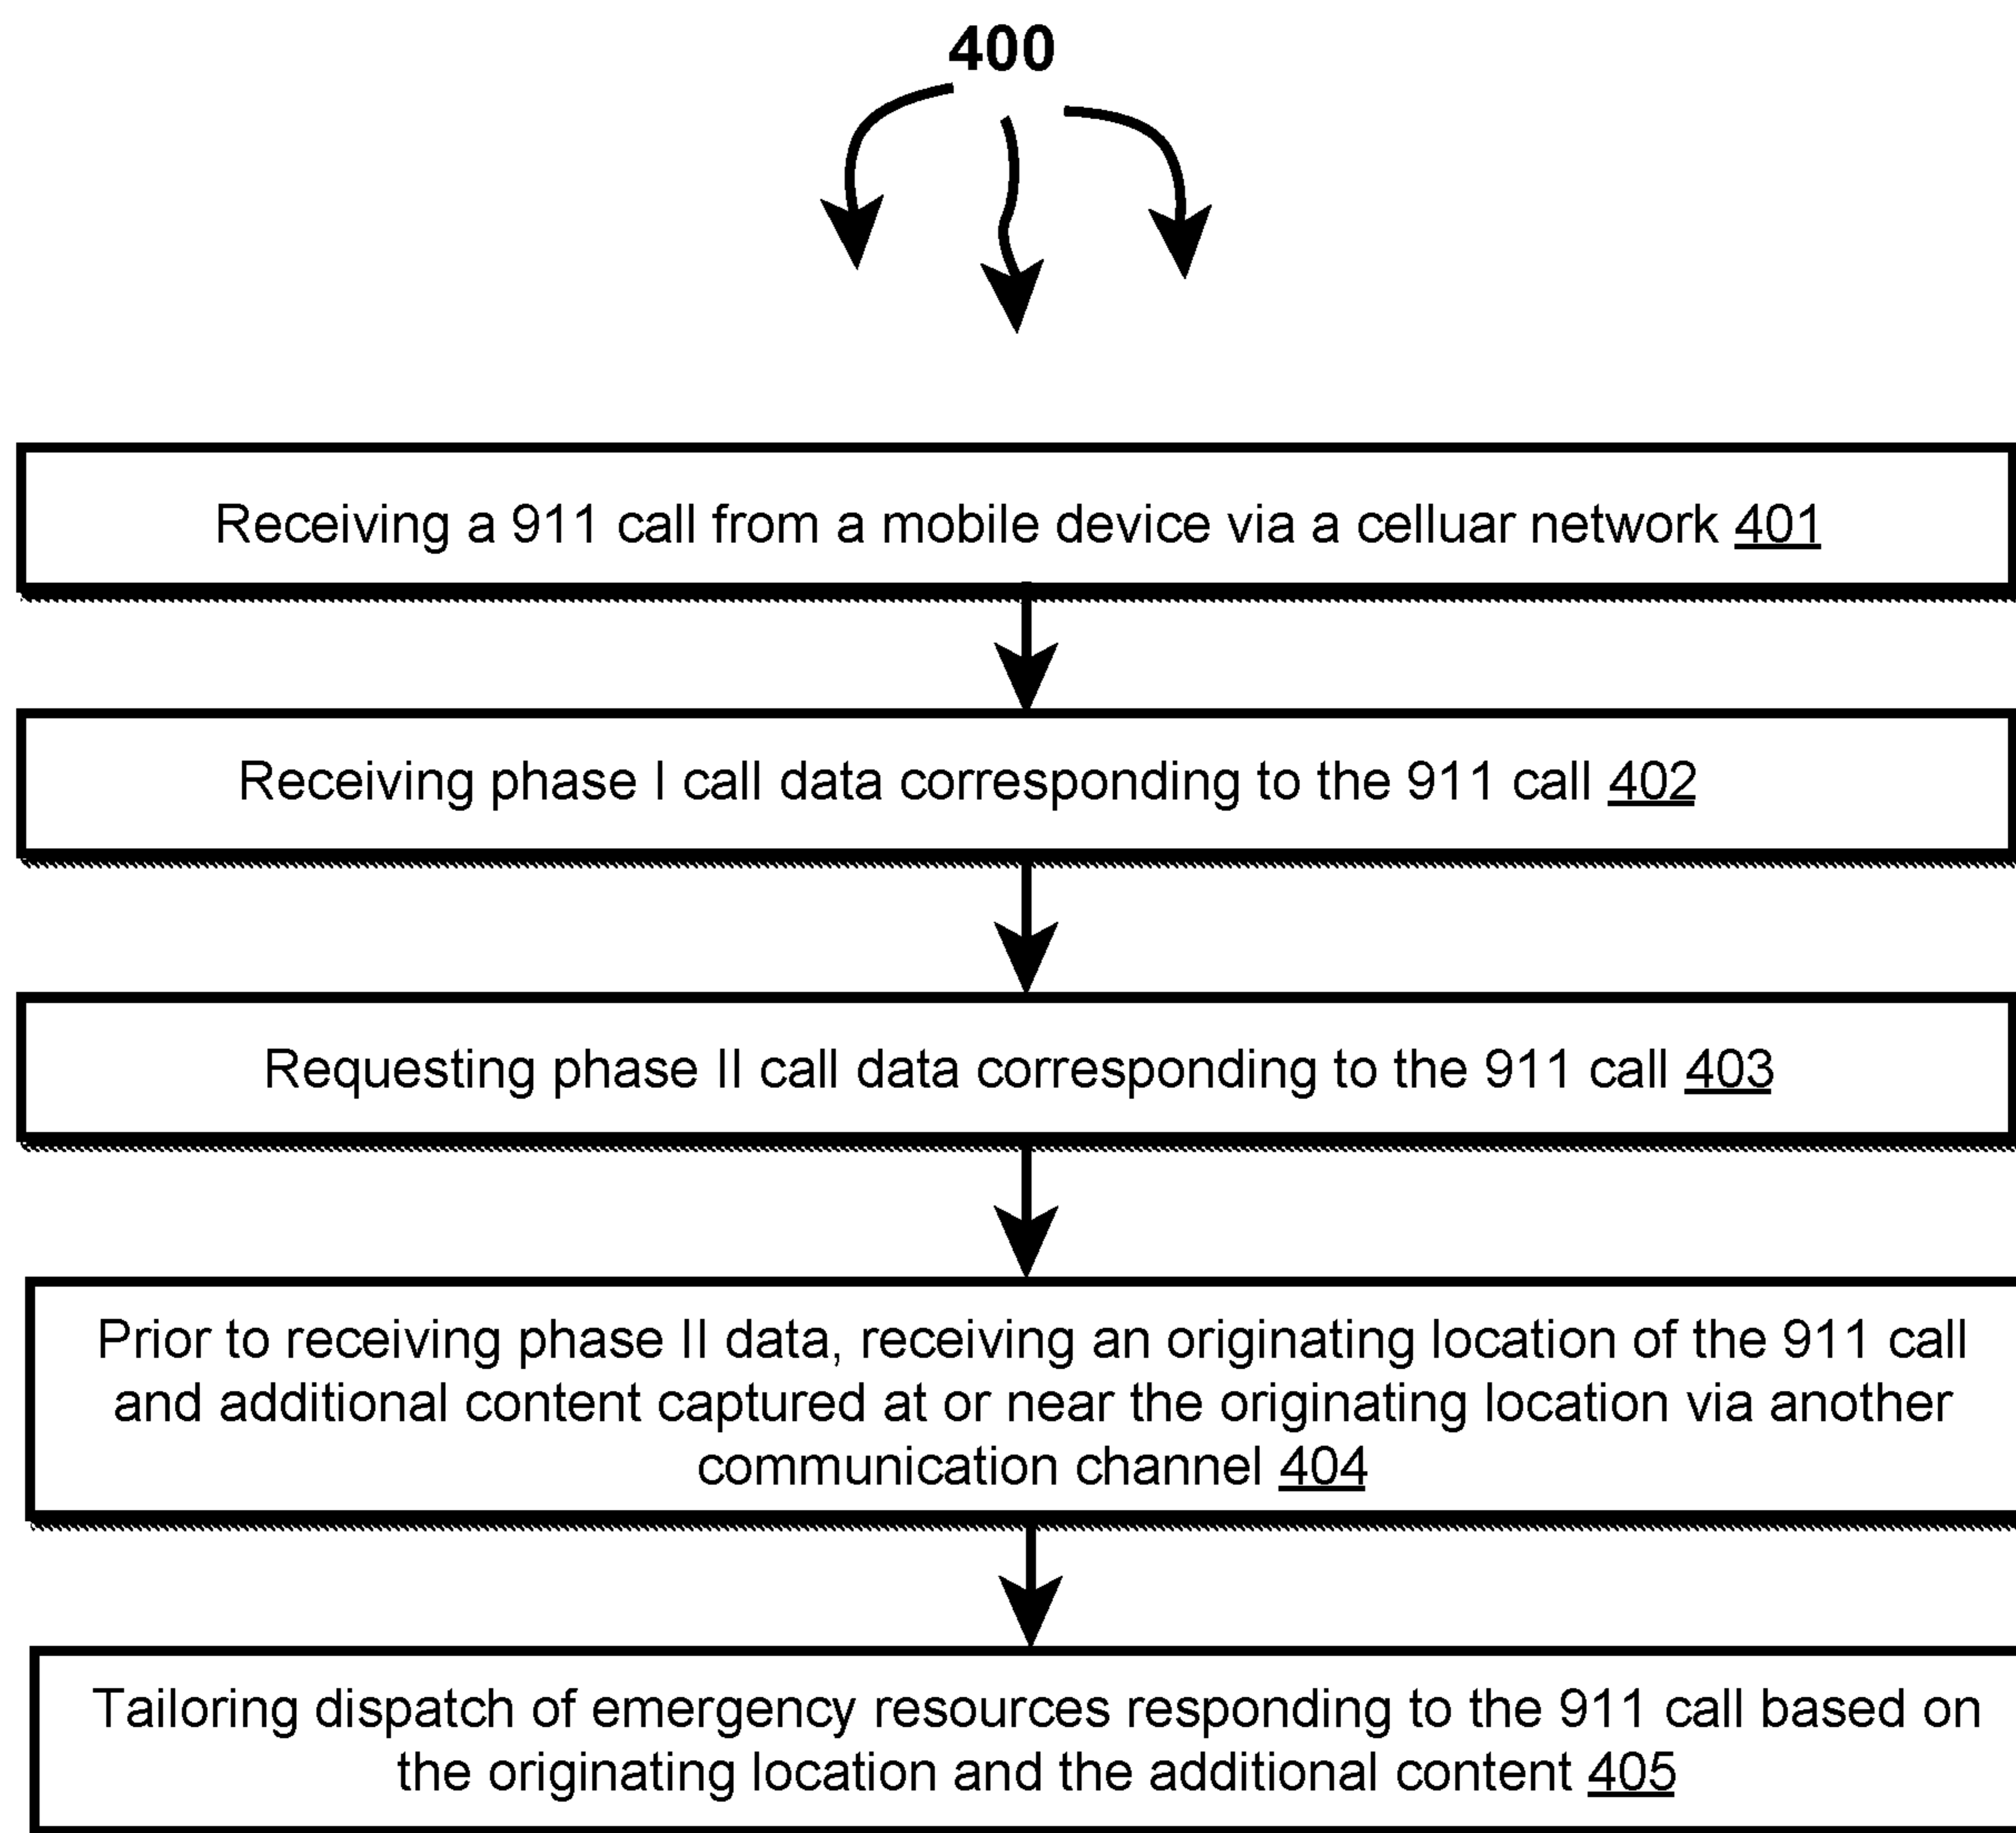 400
Receiving a 911 call from a mobile device via a celluar network 401
Receiving phase I call data corresponding to the 911 call 402
Requesting phase II call data corresponding to the 911 call 403
Prior to receiving phase II data, receiving an originating location of the 911 call
and additional content captured at or near the originating location via another
communication channel 404
Tailoring dispatch of emergency resources responding to the 911 call based on
the originating location and the additional content 405